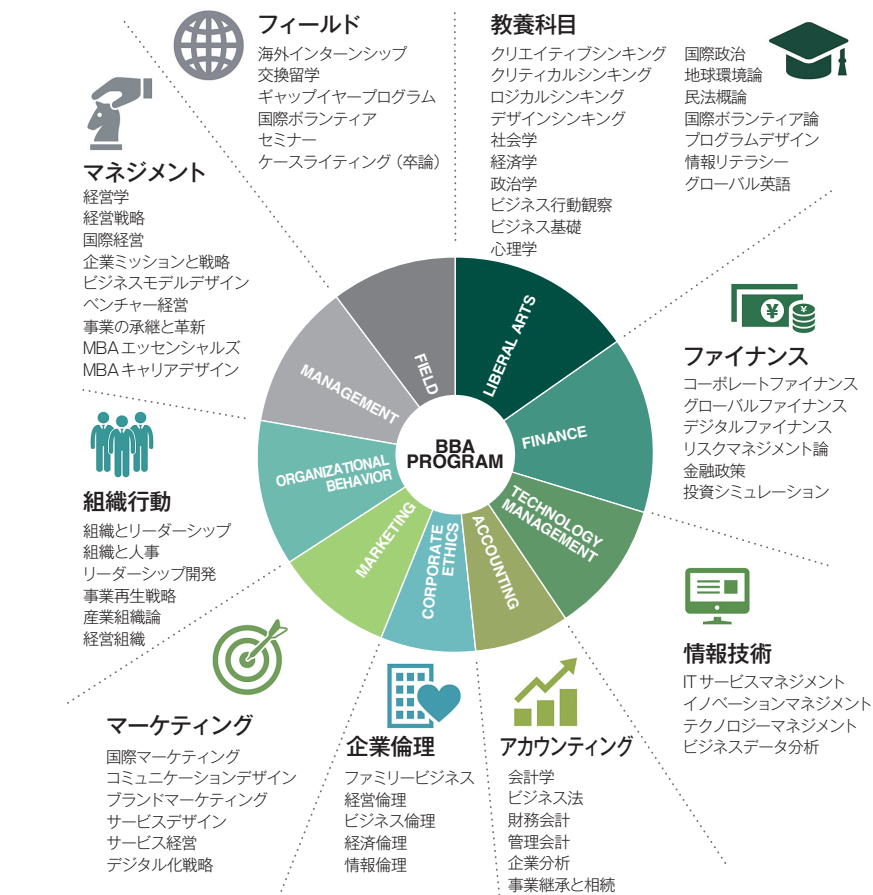 フィールド
海外インターンシップ
交換留学
ギャップイヤープログラム
国際ボランティア
セミナー
ケースライティング（卒論）
教養科目
クリエイティブシンキング
クリティカルシンキング
ロジカルシンキング
デザインシンキング
社会学
経済学
政治学
ビジネス行動観察
ビジネス基礎
心理学
国際政治
地球環境論
民法概論
国際ボランティア論
プログラムデザイン
情報リテラシー
グローバル英語
マネジメント
経営学
経営戦略
国際経営
企業ミッションと戦略
ビジネスモデルデザイン
ベンチャー経営
事業の承継と革新
MBAエッセンシャルズ
MBAキャリアデザイン
ファイナンス
コーポレートファイナンス
グローバルファイナンス
デジタルファイナンス
リスクマネジメント論
金融政策
投資シミュレーション
BBA
PROGRAM
LIBERAL ARTS
FINANCE
TECHNOLOGY
MANAGEMENT
ACCOUNTING
CORPORATE
ETHICS
MARKETING
ORGANIZATIONAL
BEHAVIOR
MANAGEMENT
FIELD
組織行動
組織とリーダーシップ
組織と人事
リーダーシップ開発
事業再生戦略
産業組織論
経営組織
情報技術
ITサービスマネジメント
イノベーションマネジメント
テクノロジーマネジメント
ビジネスデータ分析
マーケティング
国際マーケティング
コミュニケーションデザイン
ブランドマーケティング
サービスデザイン
サービス経営
デジタル化戦略
企業倫理
ファミリービジネス
経営倫理
ビジネス倫理
経済倫理
情報倫理
アカウンティング
会計学
ビジネス法
財務会計
管理会計
企業分析
事業継承と相続
¥